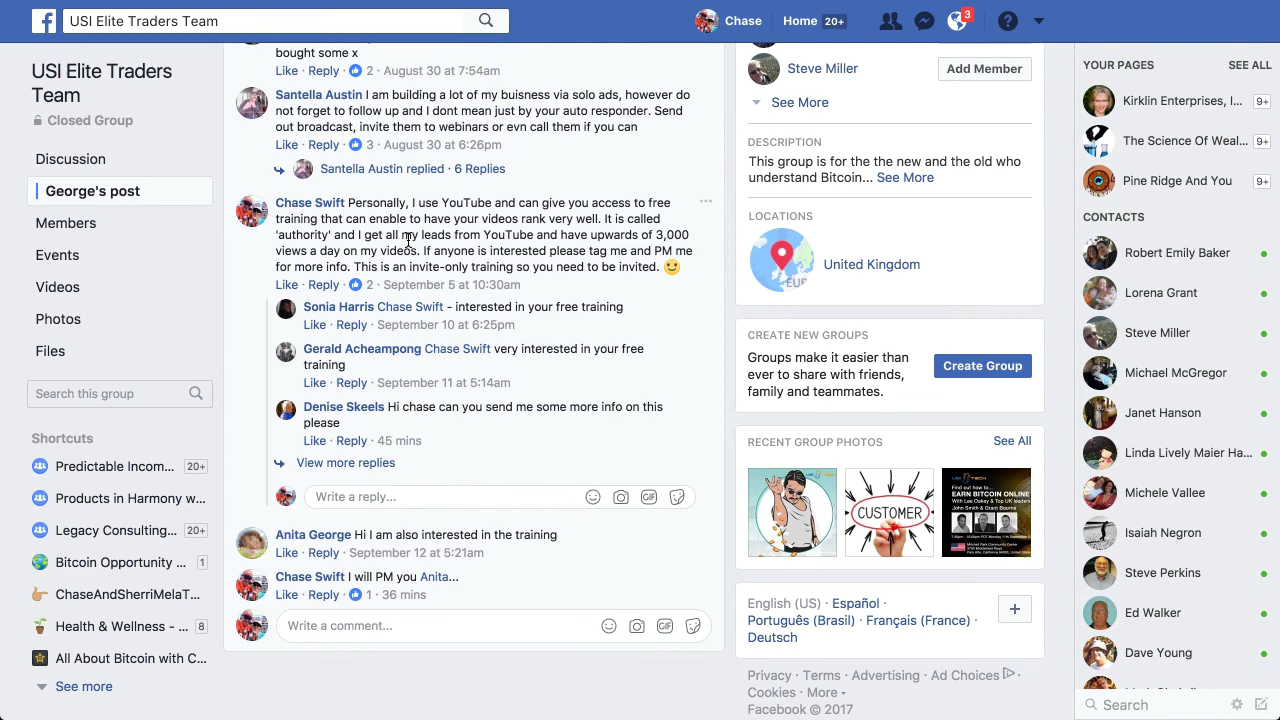 USI Elite Traders Team
Chase
Home 20+
3
USI Elite Traders
Team
Closed Group
Discussion
George's post
Members
Events
Videos
Photos
Files
Search this group
Shortcuts
Predictable Incom... 20+
Products in Harmony w...
Legacy Consulting... 20+
Bitcoin Opportunity ... 1
ChaseAndSherriMelaT...
Health & Wellness - ... 8
All About Bitcoin with C...
See more
bought some x
Like · Reply · 2 · August 30 at 7:54am
Santella Austin I am building a lot of my buisness via solo ads, however do
not forget to follow up and I dont mean just by your auto responder. Send
out broadcast, invite them to webinars or evn call them if you can
Like · Reply · 3 · August 30 at 6:26pm
Santella Austin replied · 6 Replies
Chase Swift Personally, I use YouTube and can give you access to free
training that can enable to have your videos rank very well. It is called
'authority' and I get all my leads from YouTube and have upwards of 3,000
views a day on my videos. If anyone is interested please tag me and PM me
for more info. This is an invite-only training so you need to be invited.
Like · Reply · 2 · September 5 at 10:30am
Sonia Harris Chase Swift - interested in your free training
Like · Reply · September 10 at 6:25pm
Gerald Acheampong Chase Swift very interested in your free
training
Like · Reply · September 11 at 5:14am
Denise Skeels Hi chase can you send me some more info on this
please
Like · Reply · 45 mins
View more replies
Write a reply...
GIF
Anita George Hi I am also interested in the training
Like · Reply · September 12 at 5:21am
Chase Swift I will PM you Anita...
Like · Reply · 1 · 36 mins
Write a comment...
GIF
Steve Miller
Add Member
See More
DESCRIPTION
This group is for the the new and the old who
understand Bitcoin... See More
LOCATIONS
United Kingdom
CREATE NEW GROUPS
Groups make it easier than
ever to share with friends,
family and teammates.
Create Group
RECENT GROUP PHOTOS
See All
CUSTOMER
Find out how to...
EARN BITCOIN ONLINE
English (US) · Español ·
Português (Brasil) · Français (France) ·
Deutsch
Privacy · Terms · Advertising · Ad Choices ·
Cookies · More
Facebook © 2017
YOUR PAGES
SEE ALL
Kirklin Enterprises, I... 9+
The Science Of Weal... 9+
Pine Ridge And You 9+
CONTACTS
Robert Emily Baker
Lorena Grant
Steve Miller
Michael McGregor
Janet Hanson
Linda Lively Maier Ha...
Michele Vallee
Isaiah Negron
Steve Perkins
Ed Walker
Dave Young
Search